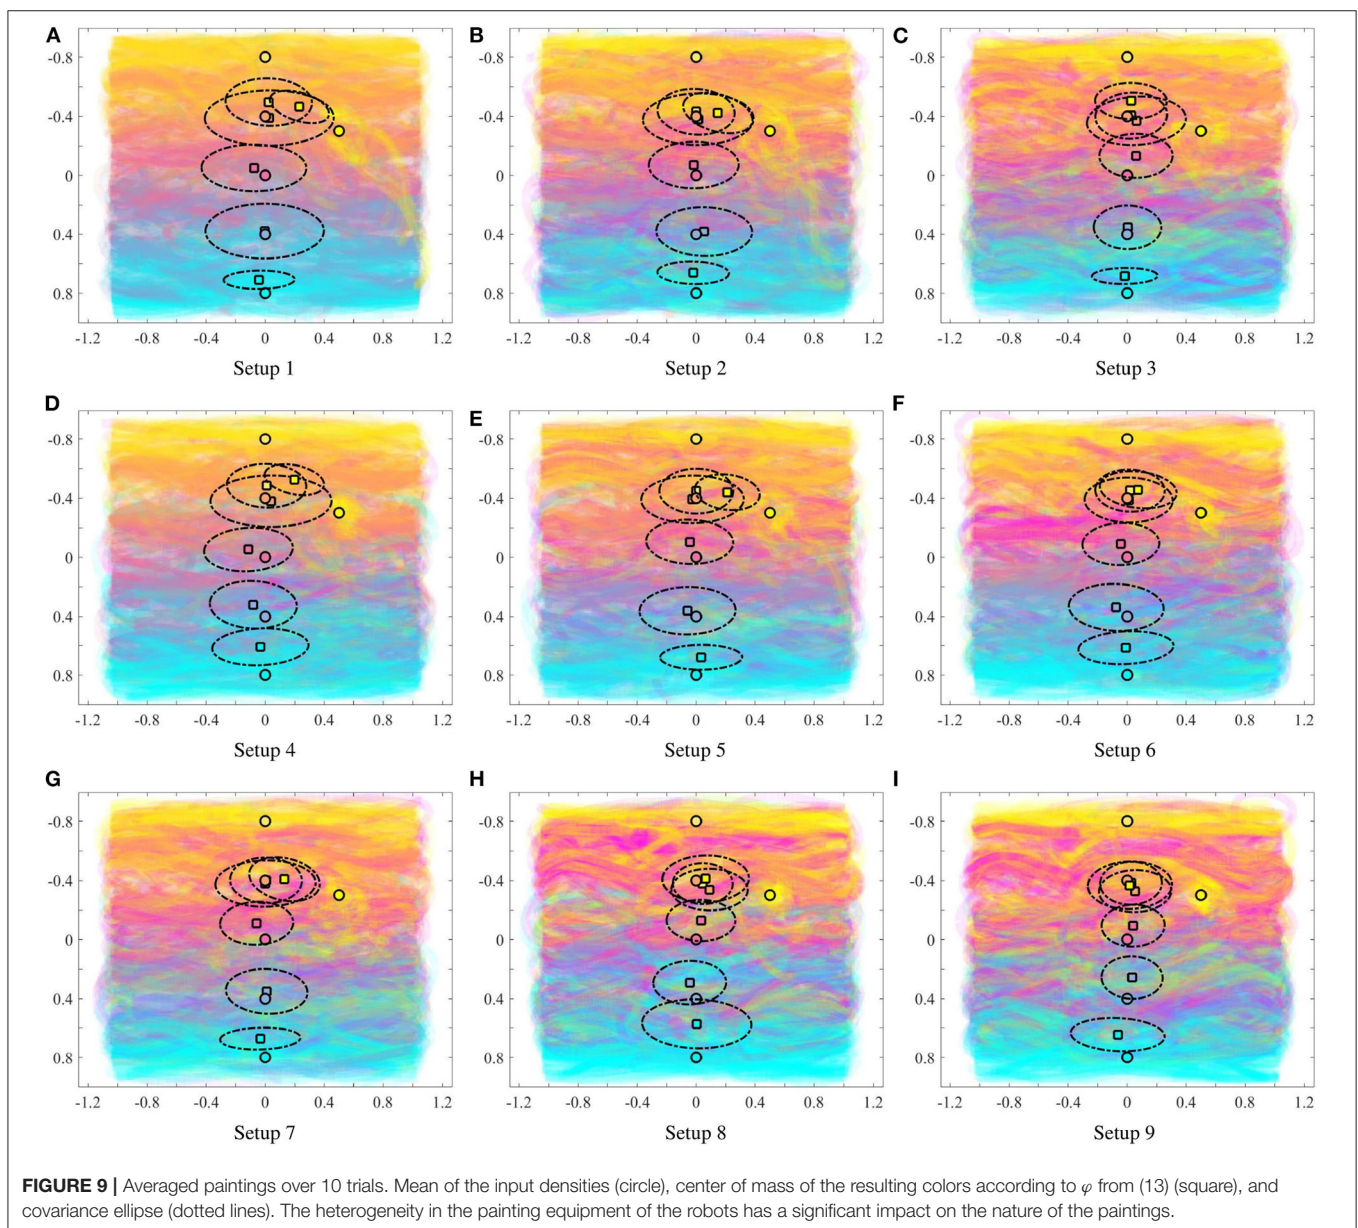 A
B
C
-0.8
-0.4
0
0.4
0.8
-0.8
-0.4
0
0.4
0.8
-0.8
-0.4
0
0.4
0.8
-1.2 -0.8 -0.4 0 0.4 0.8 1.2
-1.2 -0.8 -0.4 0 0.4 0.8 1.2
-1.2 -0.8 -0.4 0 0.4 0.8 1.2
Setup 1
Setup 2
Setup 3
D
E
F
-0.8
-0.4
0
0.4
0.8
-0.8
-0.4
0
0.4
0.8
-0.8
-0.4
0
0.4
0.8
-1.2 -0.8 -0.4 0 0.4 0.8 1.2
-1.2 -0.8 -0.4 0 0.4 0.8 1.2
-1.2 -0.8 -0.4 0 0.4 0.8 1.2
Setup 4
Setup 5
Setup 6
G
H
I
-0.8
-0.4
0
0.4
0.8
-0.8
-0.4
0
0.4
0.8
-0.8
-0.4
0
0.4
0.8
-1.2 -0.8 -0.4 0 0.4 0.8 1.2
-1.2 -0.8 -0.4 0 0.4 0.8 1.2
-1.2 -0.8 -0.4 0 0.4 0.8 1.2
Setup 7
Setup 8
Setup 9
FIGURE 9 | Averaged paintings over 10 trials. Mean of the input densities (circle), center of mass of the resulting colors according to φ from (13) (square), and
covariance ellipse (dotted lines). The heterogeneity in the painting equipment of the robots has a significant impact on the nature of the paintings.